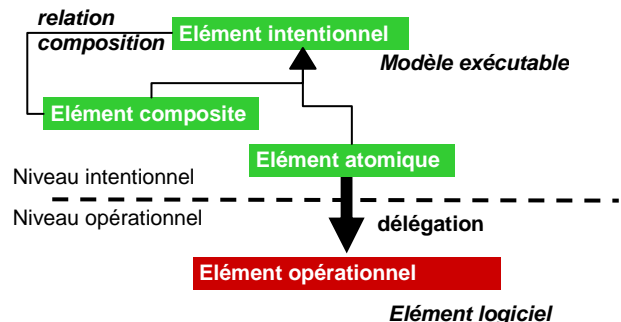 relation
composition
Elément intentionnel
Modèle exécutable
Elément composite
Elément atomique
Niveau intentionnel
Niveau opérationnel
délégation
Elément opérationnel
Elément logiciel